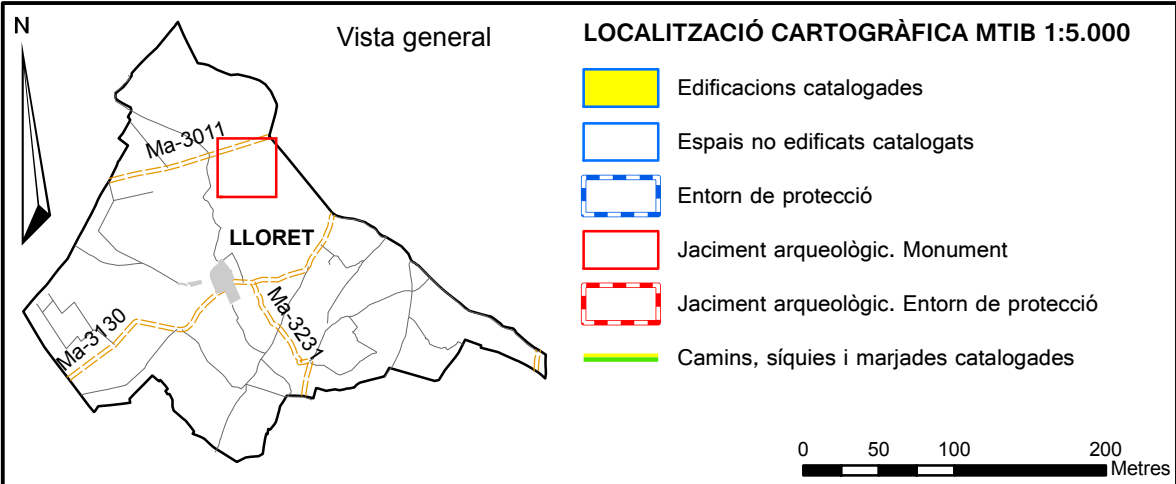 N
Vista general
Ma-3011
LLORET
Ma-3130
Ma-3231
LOCALITZACIÓ CARTOGRÀFICA MTIB 1:5.000
Edificacions catalogades
Espais no edificats catalogats
Entorn de protecció
Jaciment arqueològic. Monument
Jaciment arqueològic. Entorn de protecció
Camins, síquies i marjades catalogades
0 50 100 200
Metres